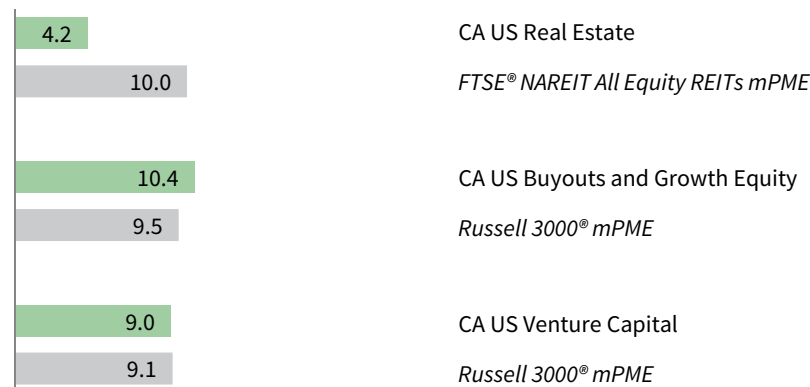 4.2 CA US Real Estate
10.0 FTSE® NAREIT All Equity REITs mPME
10.4 CA US Buyouts and Growth Equity
9.5 Russell 3000® mPME
9.0 CA US Venture Capital
9.1 Russell 3000® mPME